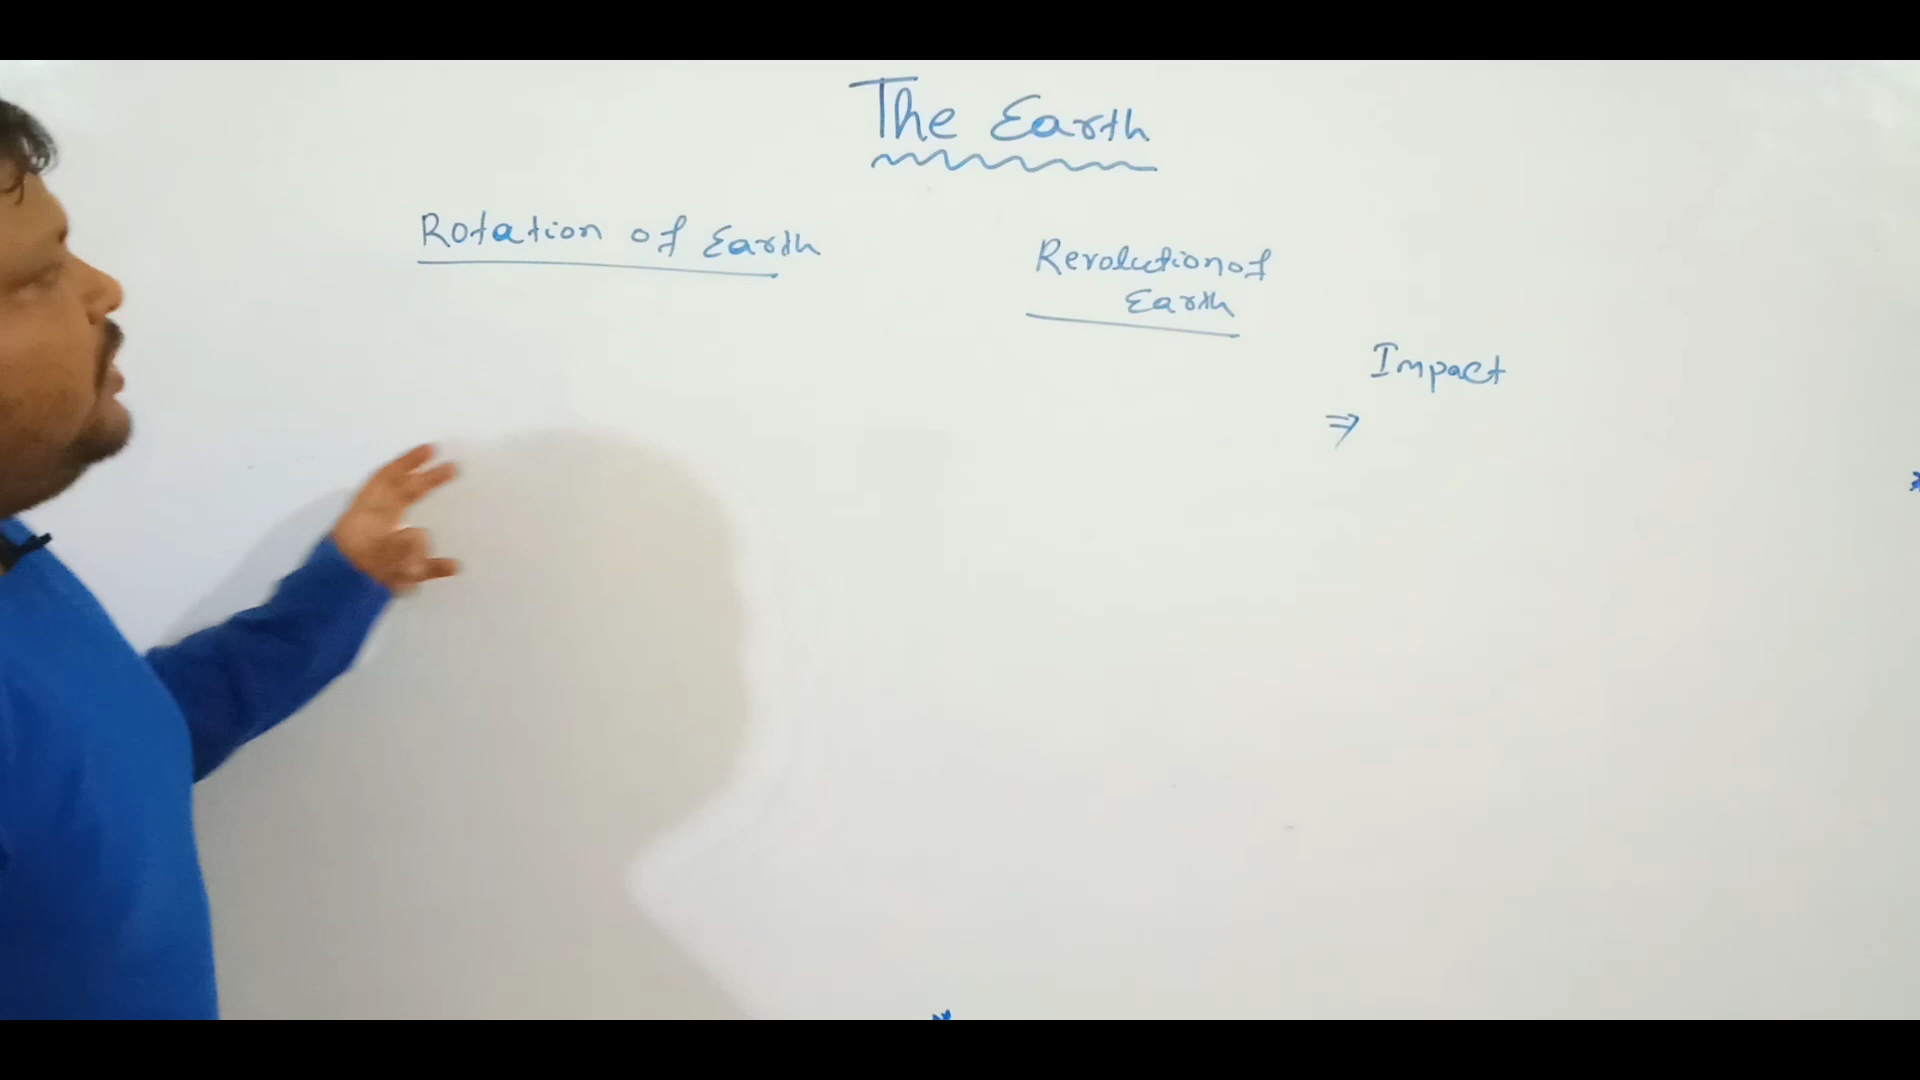 The Earth
Rotation of Earth
Revolution of
Earth
Impact
⇒